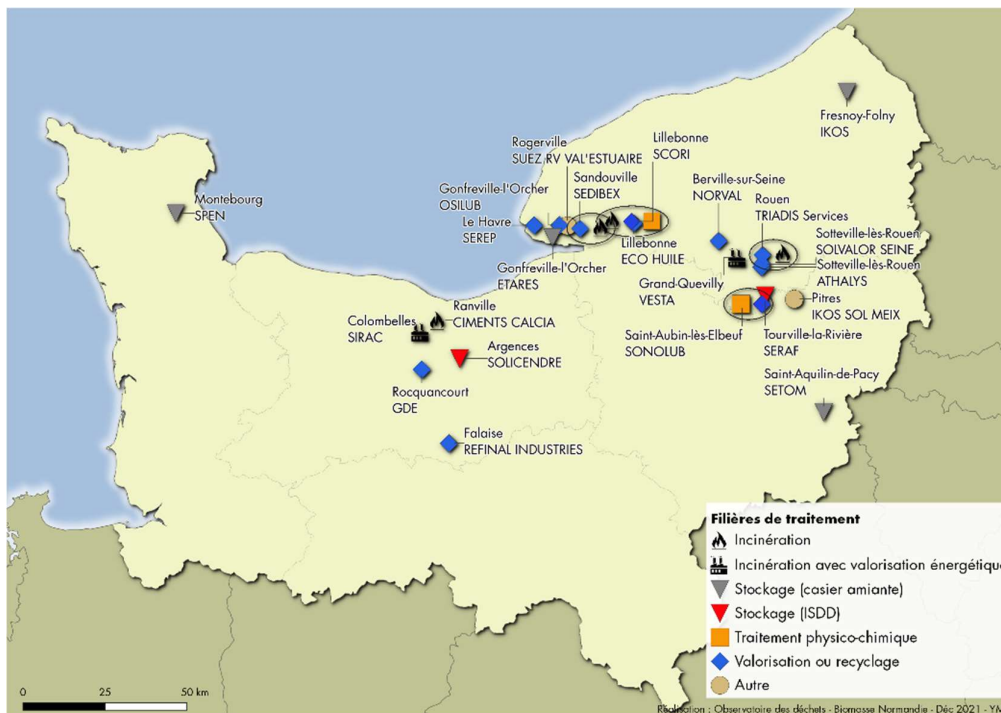 Fresnoy-Folny
IKOS
Rogerville
SUEZ RV VAL'ESTUAIRE
Lillebonne
SCORI
Sandouville
SEDIBEX
Gonfreville-l'Orcher
OSILUB
Le Havre
SEREP
Montebourg
SPEN
Berville-sur-Seine
NORVAL
Rouen
TRIADIS Services
Sotteville-lès-Rouen
SOLVALOR SEINE
Sotteville-lès-Rouen
ATHALYS
Lillebonne
ECO HUILE
Gonfreville-l'Orcher
ETARES
Grand-Quevilly
VESTA
Pitres
IKOS SOL MEIX
Ranville
CIMENTS CALCIA
Colombelles
SIRAC
Saint-Aubin-lès-Elbeuf
SONOLUB
Tourville-la-Rivière
SERAF
Argences
SOLICENDRE
Saint-Aquilin-de-Pacy
SETOM
Rocquancourt
GDE
Falaise
REFINAL INDUSTRIES
Filières de traitement
Incinération
Incinération avec valorisation énergétique
Stockage (casier amiante)
Stockage (ISDD)
Traitement physico-chimique
Valorisation ou recyclage
Autre
0 25 50 km
Réalisation : Observatoire des déchets - Biomasse Normandie - Déc 2021 - YM